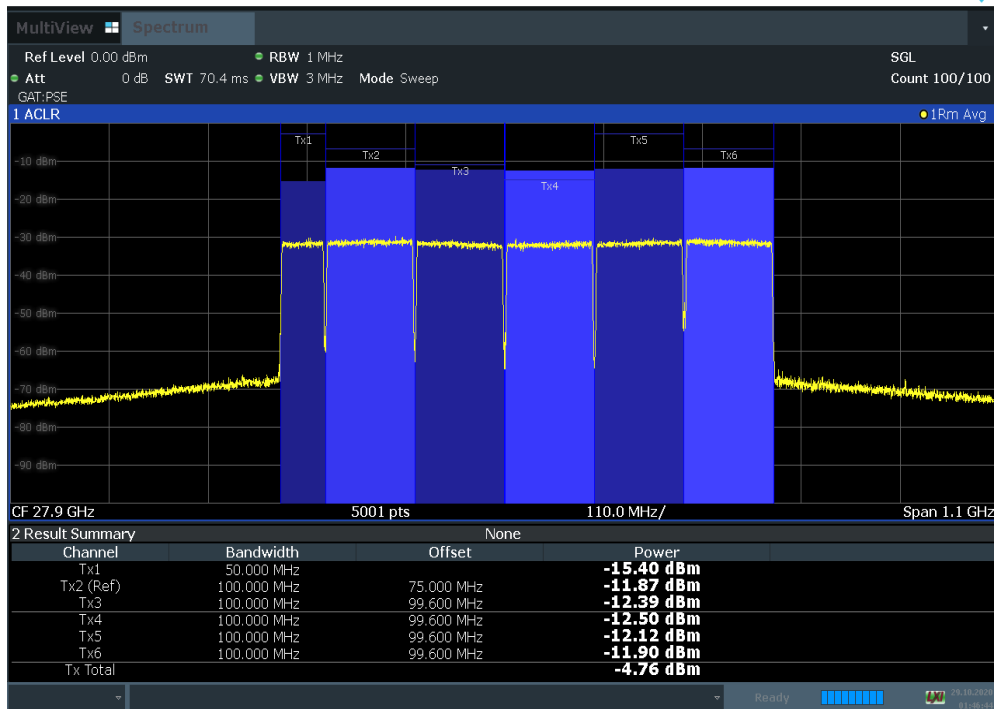 MultiView Spectrum
Ref Level 0.00 dBm RBW 1 MHz SGL
Att 0 dB SWT 70.4 ms VBW 3 MHz Mode Sweep Count 100/100
GAT:PSE
1 ACLR 1Rm Avg
Tx1 Tx5
Tx2 Tx6
-10 dBm
Tx3
Tx4
-20 dBm
-30 dBm
-40 dBm
-50 dBm
-60 dBm
-70 dBm
-80 dBm
-90 dBm
CF 27.9 GHz 5001 pts 110.0 MHz/ Span 1.1 GHz
2 Result Summary None
Channel Bandwidth Offset Power
Tx1 50.000 MHz -15.40 dBm
Tx2 (Ref) 100.000 MHz 75.000 MHz -11.87 dBm
Tx3 100.000 MHz 99.600 MHz -12.39 dBm
Tx4 100.000 MHz 99.600 MHz -12.50 dBm
Tx5 100.000 MHz 99.600 MHz -12.12 dBm
Tx6 100.000 MHz 99.600 MHz -11.90 dBm
Tx Total -4.76 dBm
Ready LXI 29.10.2020
01:46:44